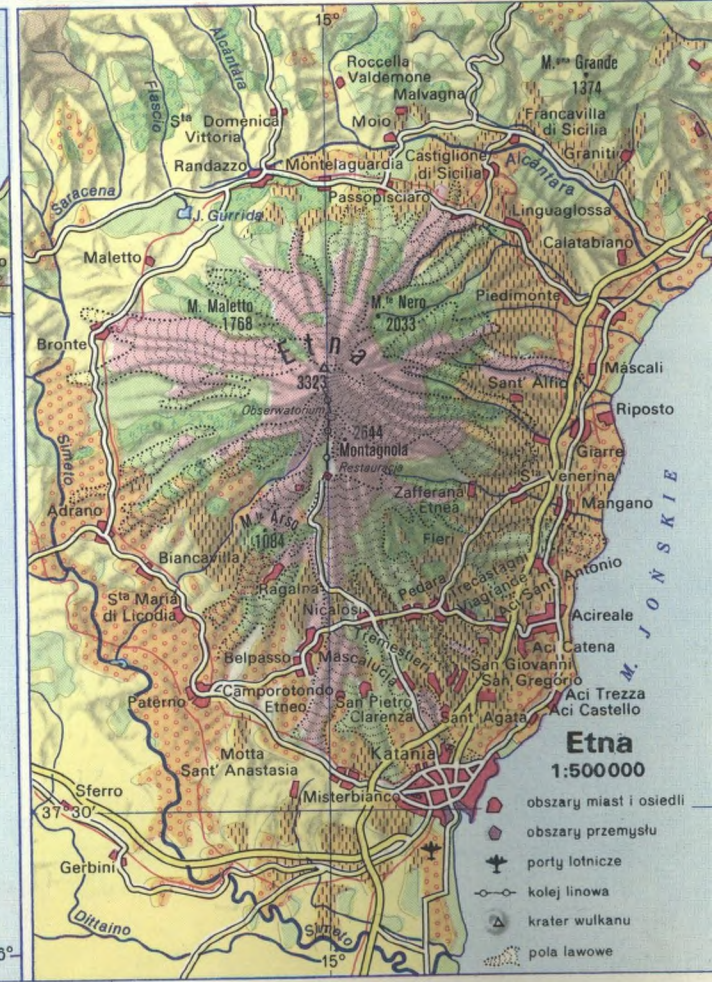 15°
Alcántara
Flascio
Roccella
Valdemone
M.gna Grande
1374
Malvagna
Sta Domenica
Vittoria
Moio
Francavilla
di Sicilia
Randazzo
Montelaguardia
Castiglione
di Sicilia
Graniti
Alcántara
Saracena
Passopisciaro
J. Gurrida
Linguaglossa
Maletto
Calatabiano
M. Maletto
1768
M.te Nero
2033
Piedimonte
Bronte
Etna
3323
Máscali
Sant' Alfio
Obserwatorium
Riposto
2644
Montagnola
Restauracja
Giarre
Simeto
Sta Venerina
Zafferana
Etnea
Mangano
Adrano
M.te Arso
1084
Fleri
Biancavilla
Antonio
Trecastagni
Viagrande
Aci Sant'
Ragalna
Pedara
Sta Maria
di Licodia
Nicolosi
Acireale
M. JOŃSKIE
Tremestieri
Aci Catena
Belpasso
Mascalucia
San Giovanni
San Gregorio
Camporotondo
Etneo
Aci Trezza
Aci Castello
Paterno
San Pietro
Clarenza
Sant' Agata
Motta
Sant' Anastasia
Katania
Etna
1:500000
Sferro
Misterbianco
obszary miast i osiedli
37°30'
obszary przemysłu
Gerbini
porty lotnicze
kolej linowa
Dittaino
Simeto
krater wulkanu
15°
pola lawowe